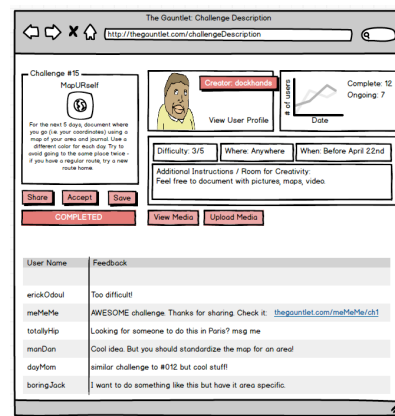 The Gauntlet: Challenge Description
http://thegauntlet.com/challengeDescription
Challenge #15
MapURself
For the next 5 days, document where
you go (i.e. your coordinates) using a
map of your area and journal. Use a
different color for each day. Try to
avoid going to the same place twice -
if you have a regular route, try a new
route home.
Share
Accept
Save
COMPLETED
Creator: dockhands
View User Profile
# of users
Date
Complete: 12
Ongoing: 7
Difficulty: 3/5
Where: Anywhere
When: Before April 22nd
Additional Instructions / Room for Creativity:
Feel free to document with pictures, maps, video.
View Media
Upload Media
User Name Feedback
erickOdoul Too difficult!
meMeMe AWESOME challenge. Thanks for sharing. Check it: thegauntlet.com/meMeMe/ch1
totallyHip Looking for someone to do this in Paris? msg me
manDan Cool idea. But you should standardize the map for an area!
dayMom similar challenge to #012 but cool stuff!
boringJack I want to do something like this but have it area specific.